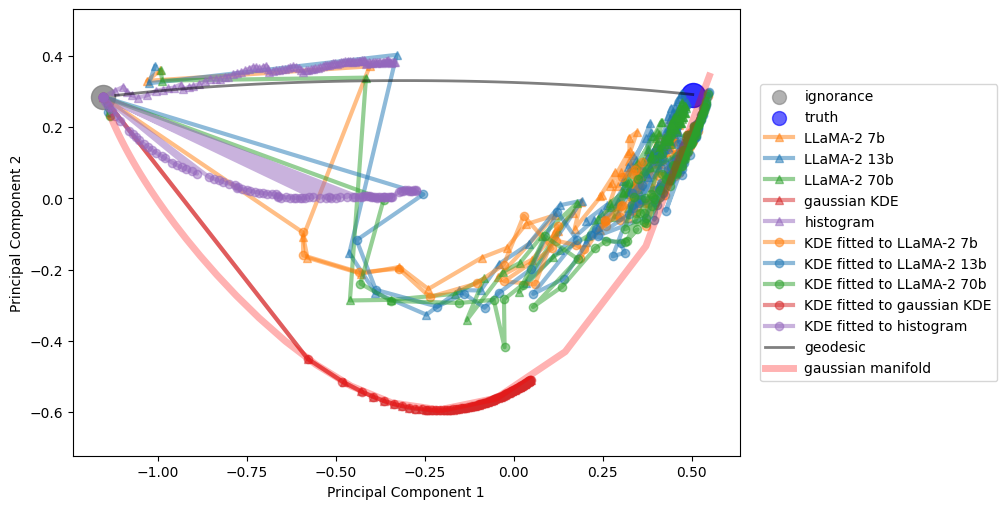 0.4
0.2
0.0
−0.2
−0.4
−0.6
Principal Component 2
−1.00
−0.75
−0.50
−0.25
0.00
0.25
0.50
Principal Component 1
ignorance
truth
LLaMA-2 7b
LLaMA-2 13b
LLaMA-2 70b
gaussian KDE
histogram
KDE fitted to LLaMA-2 7b
KDE fitted to LLaMA-2 13b
KDE fitted to LLaMA-2 70b
KDE fitted to gaussian KDE
KDE fitted to histogram
geodesic
gaussian manifold